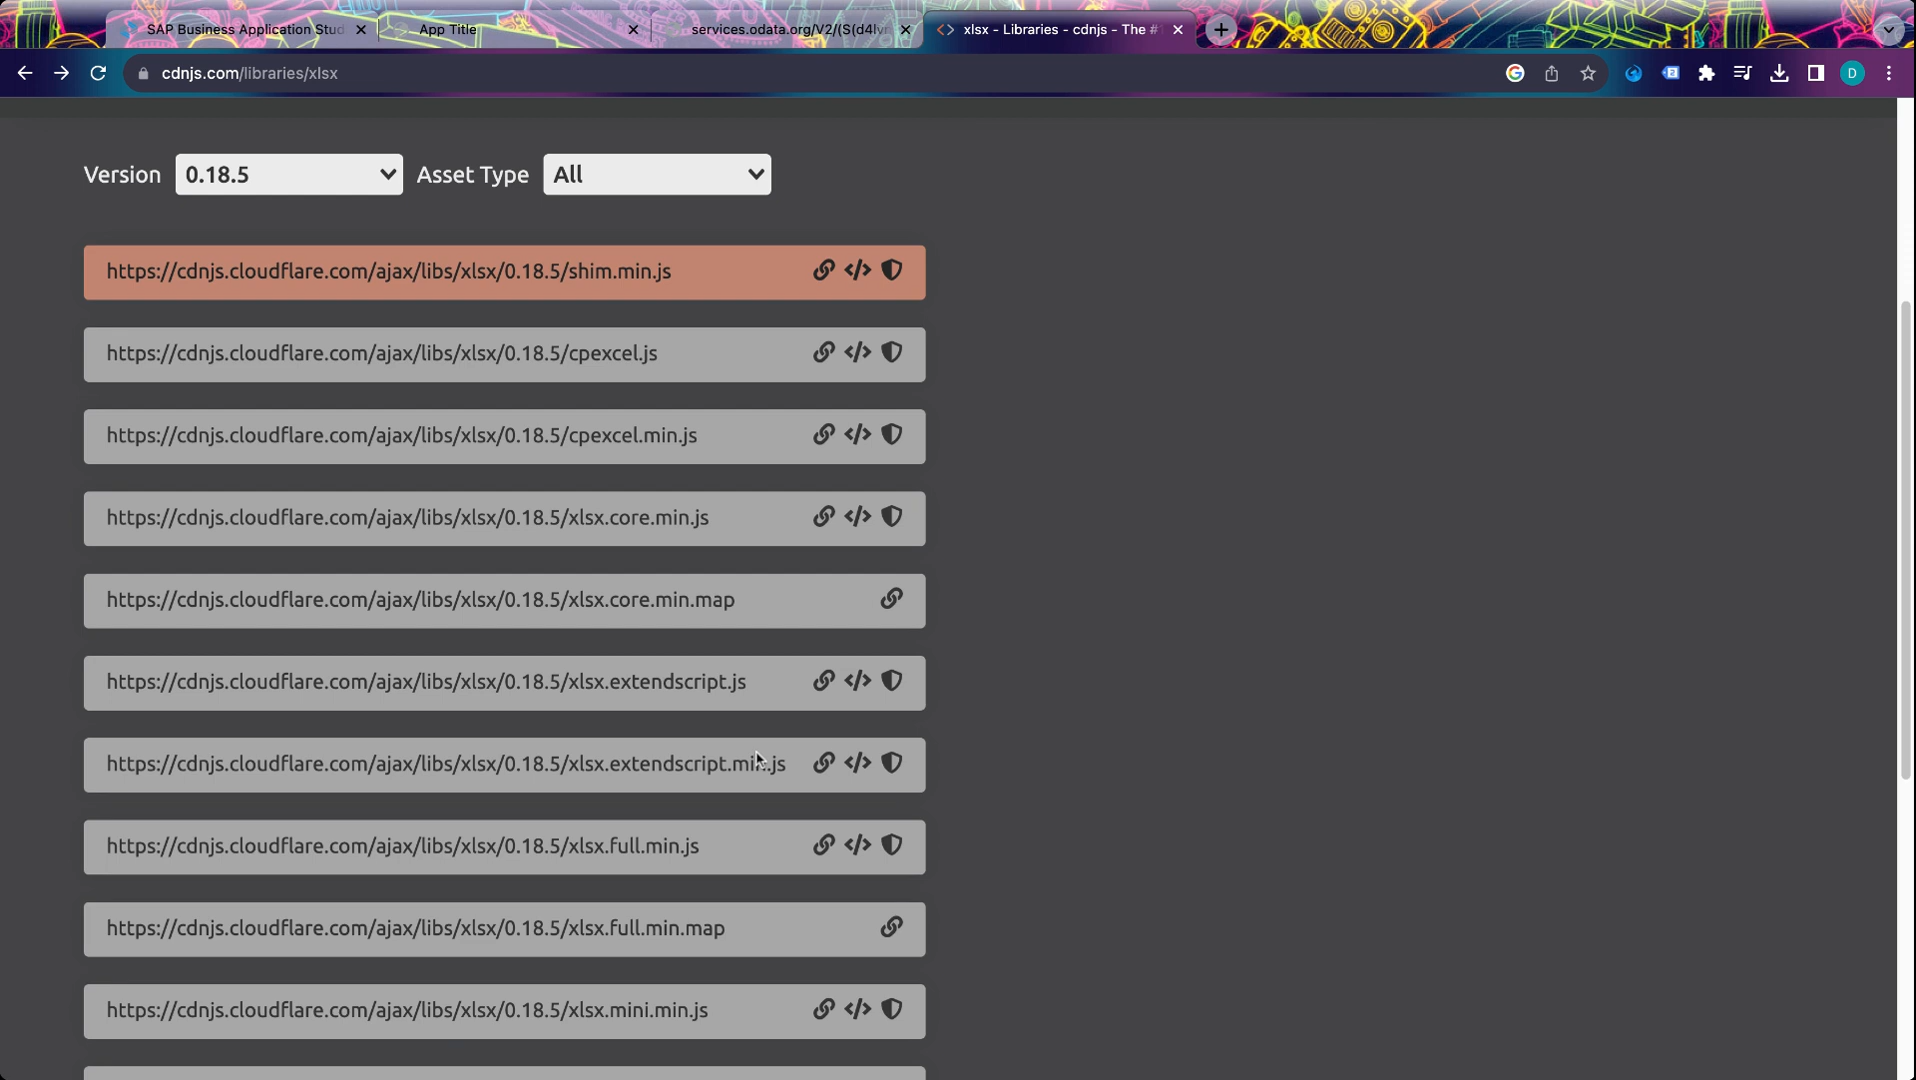 SAP Business Application Stud
App Title
services.odata.org/V2/(S(d4lvr
xlsx - Libraries - cdnjs - The #
cdnjs.com/libraries/xlsx
D
Version 0.18.5 Asset Type All
https://cdnjs.cloudflare.com/ajax/libs/xlsx/0.18.5/shim.min.js
https://cdnjs.cloudflare.com/ajax/libs/xlsx/0.18.5/cpexcel.js
https://cdnjs.cloudflare.com/ajax/libs/xlsx/0.18.5/cpexcel.min.js
https://cdnjs.cloudflare.com/ajax/libs/xlsx/0.18.5/xlsx.core.min.js
https://cdnjs.cloudflare.com/ajax/libs/xlsx/0.18.5/xlsx.core.min.map
https://cdnjs.cloudflare.com/ajax/libs/xlsx/0.18.5/xlsx.extendscript.js
https://cdnjs.cloudflare.com/ajax/libs/xlsx/0.18.5/xlsx.extendscript.min.js
https://cdnjs.cloudflare.com/ajax/libs/xlsx/0.18.5/xlsx.full.min.js
https://cdnjs.cloudflare.com/ajax/libs/xlsx/0.18.5/xlsx.full.min.map
https://cdnjs.cloudflare.com/ajax/libs/xlsx/0.18.5/xlsx.mini.min.js